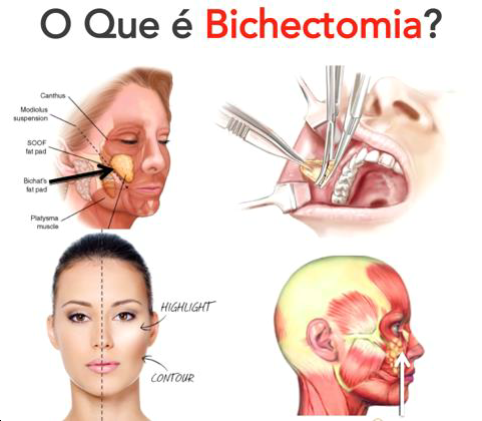 O Que é Bichectomia?
Canthus
Modiolus
suspension
SOOF
fat pad
Bichat's
fat pad
Platysma
muscle
HIGHLIGHT
CONTOUR